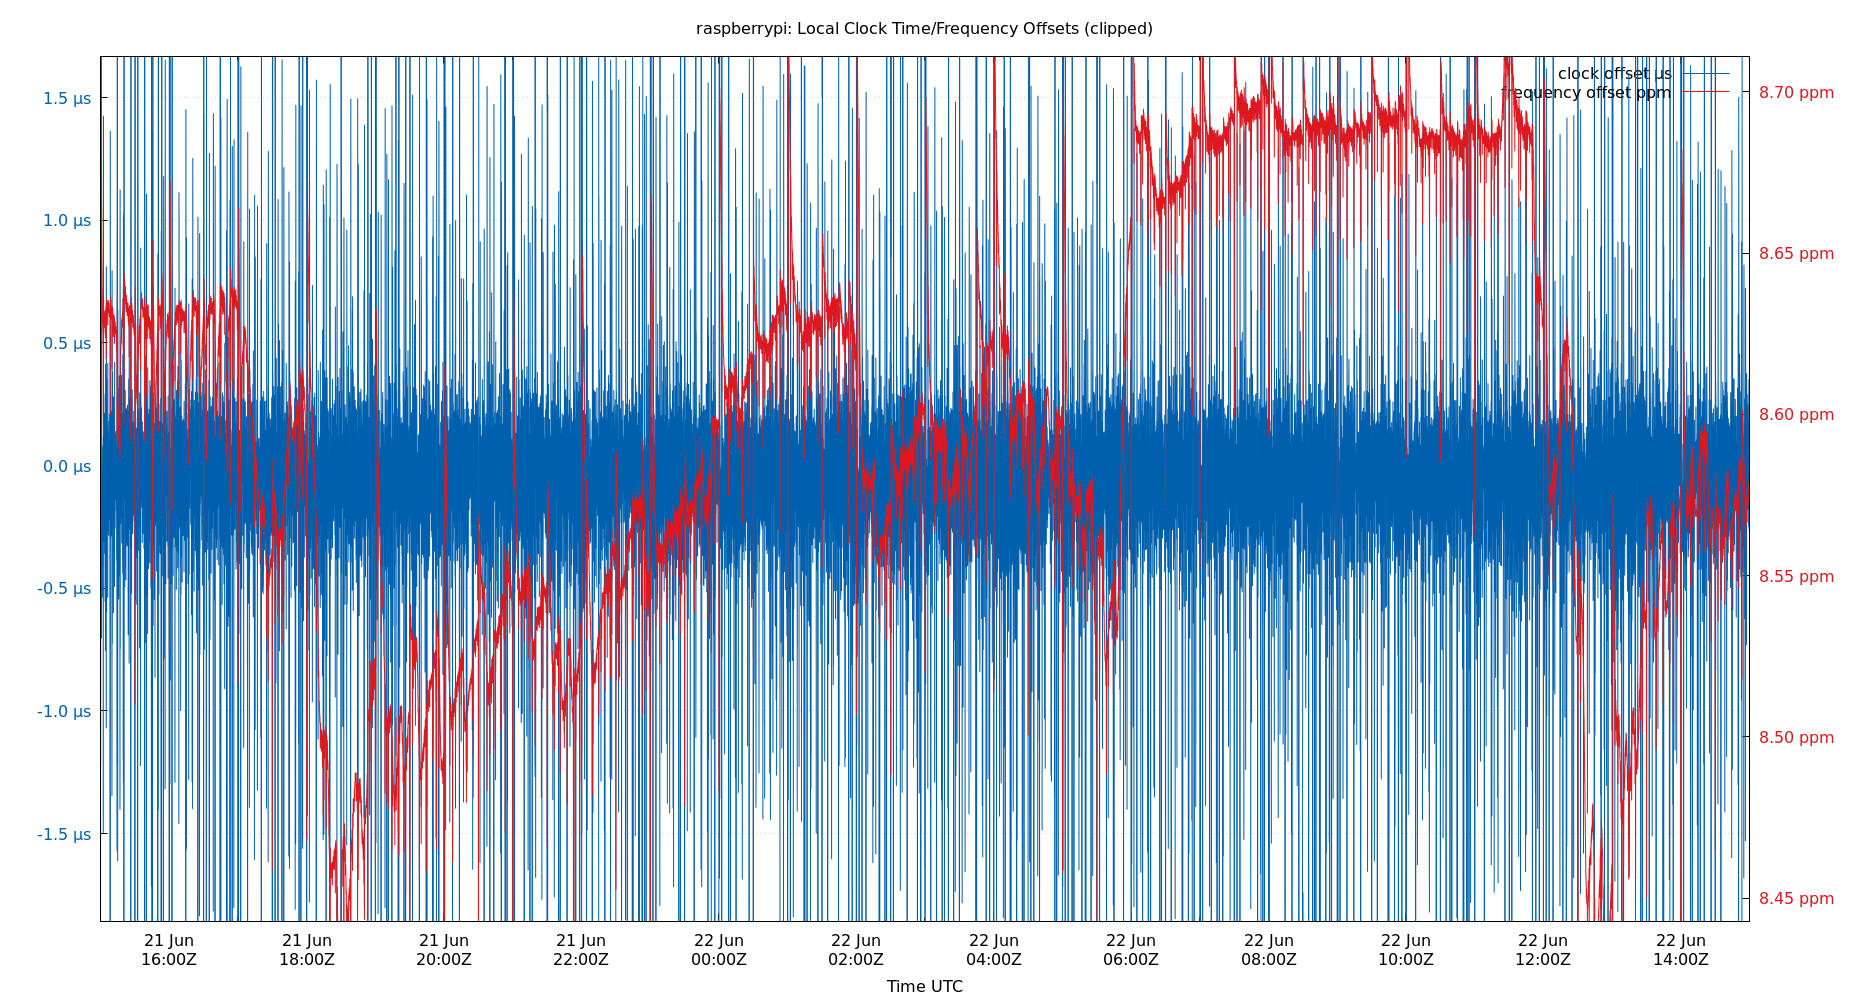 raspberrypi: Local Clock Time/Frequency Offsets (clipped)
clock offset µs
frequency offset ppm
1.5 µs
1.0 µs
0.5 µs
0.0 µs
-0.5 µs
-1.0 µs
-1.5 µs
8.70 ppm
8.65 ppm
8.60 ppm
8.55 ppm
8.50 ppm
8.45 ppm
21 Jun 21 Jun 21 Jun 21 Jun 22 Jun 22 Jun 22 Jun 22 Jun 22 Jun 22 Jun 22 Jun 22 Jun
16:00Z 18:00Z 20:00Z 22:00Z 00:00Z 02:00Z 04:00Z 06:00Z 08:00Z 10:00Z 12:00Z 14:00Z
Time UTC